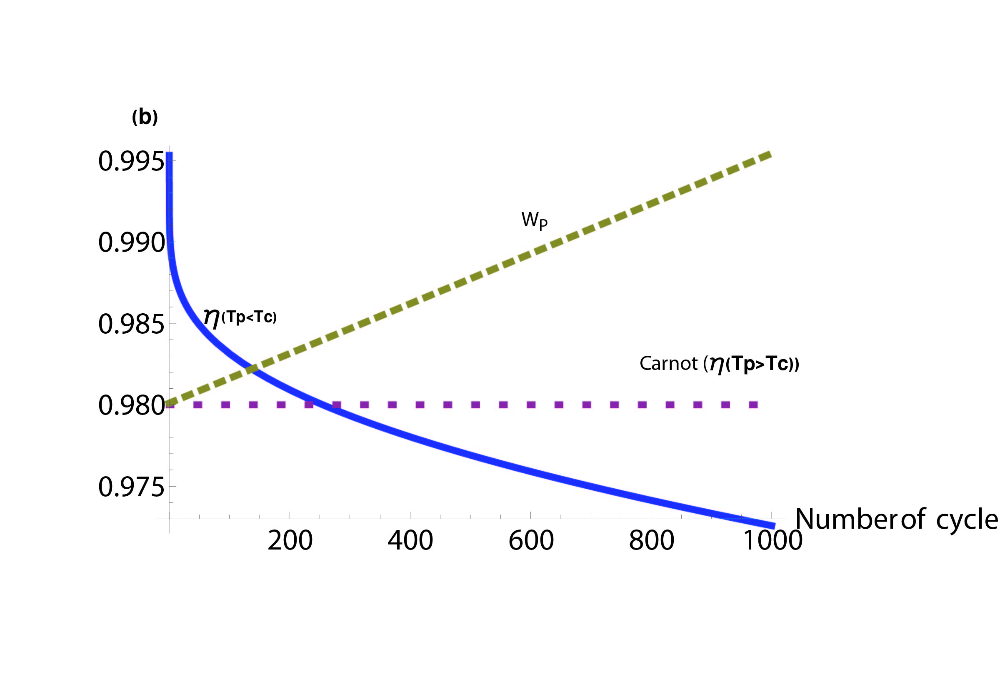 (b)
0.995
0.990
0.985
0.980
0.975
WP
η(Tp<Tc)
Carnot (η(Tp>Tc))
200 400 600 800 1000
Numberof cycle